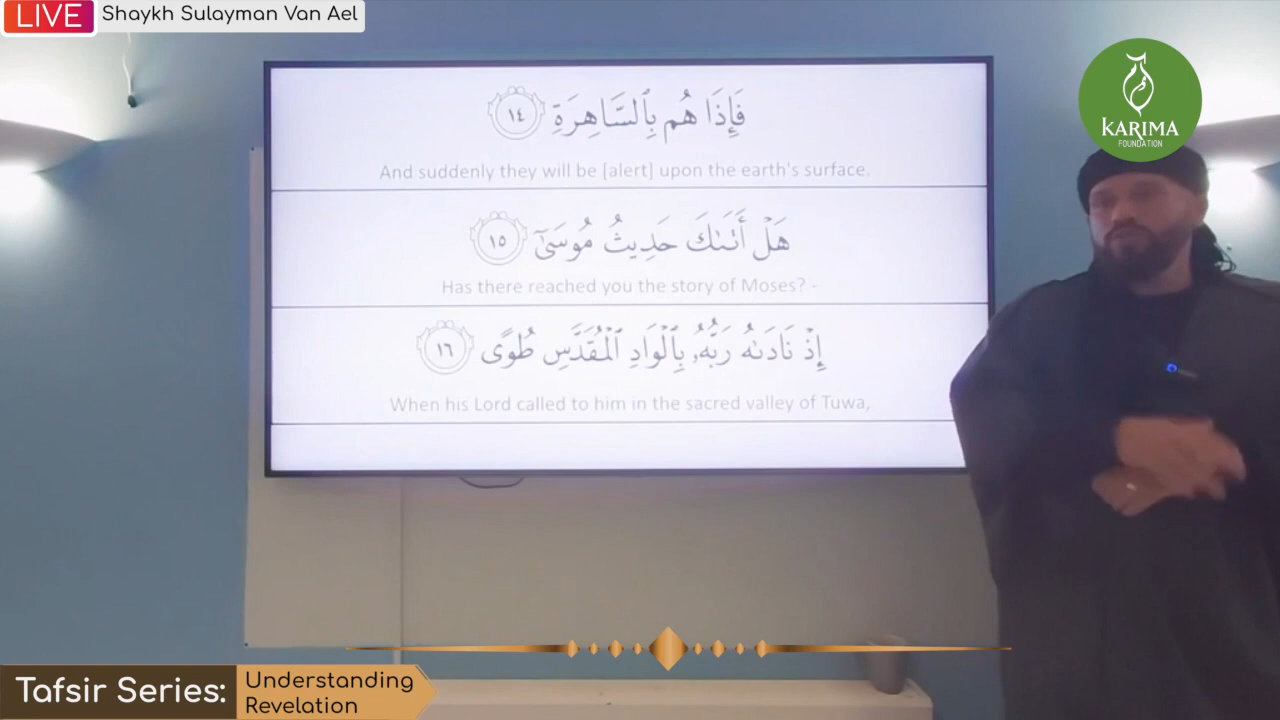 LIVE
Shaykh Sulayman Van Ael
KARIMA
FOUNDATION
فَإِذَا هُم بِٱلسَّاهِرَةِ ١٤
And suddenly they will be [alert] upon the earth's surface.
هَلْ أَتَىٰكَ حَدِيثُ مُوسَىٰٓ ١٥
Has there reached you the story of Moses? -
إِذْ نَادَىٰهُ رَبُّهُۥ بِٱلْوَادِ ٱلْمُقَدَّسِ طُوًى ١٦
When his Lord called to him in the sacred valley of Tuwa,
Tafsir Series:
Understanding
Revelation